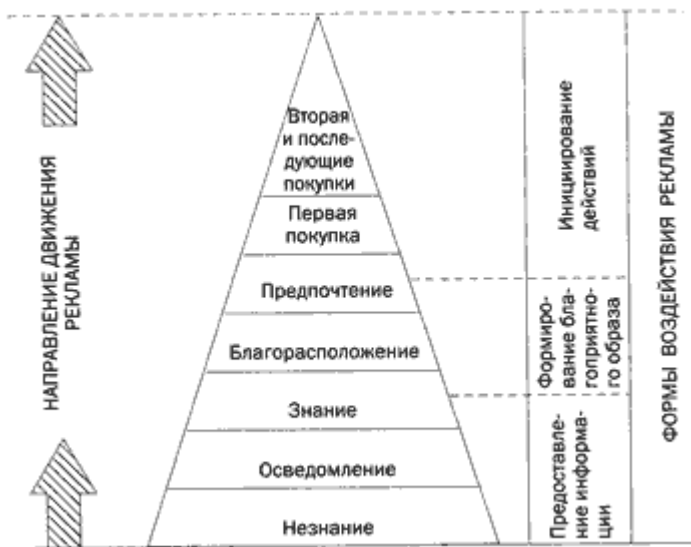 НАПРАВЛЕНИЕ ДВИЖЕНИЯ
РЕКЛАМЫ
Вторая
и после-
дующие
покупки
Первая
покупка
Предпочтение
Благорасположение
Знание
Осведомление
Незнание
Инициирование
действий
Формиро-
вание бла-
гоприятно-
го образа
Предоставле-
ние информа-
ции
ФОРМЫ ВОЗДЕЙСТВИЯ РЕКЛАМЫ